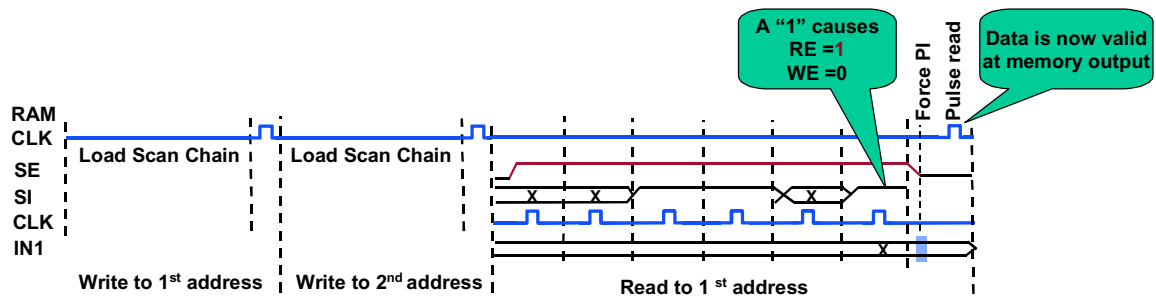 A “1” causes
RE =1
WE =0
Force PI
Pulse read
Data is now valid
at memory output
RAM
CLK
Load Scan Chain
Load Scan Chain
SE
SI
X
X
X
CLK
IN1
X
Write to 1st address
Write to 2nd address
Read to 1 st address